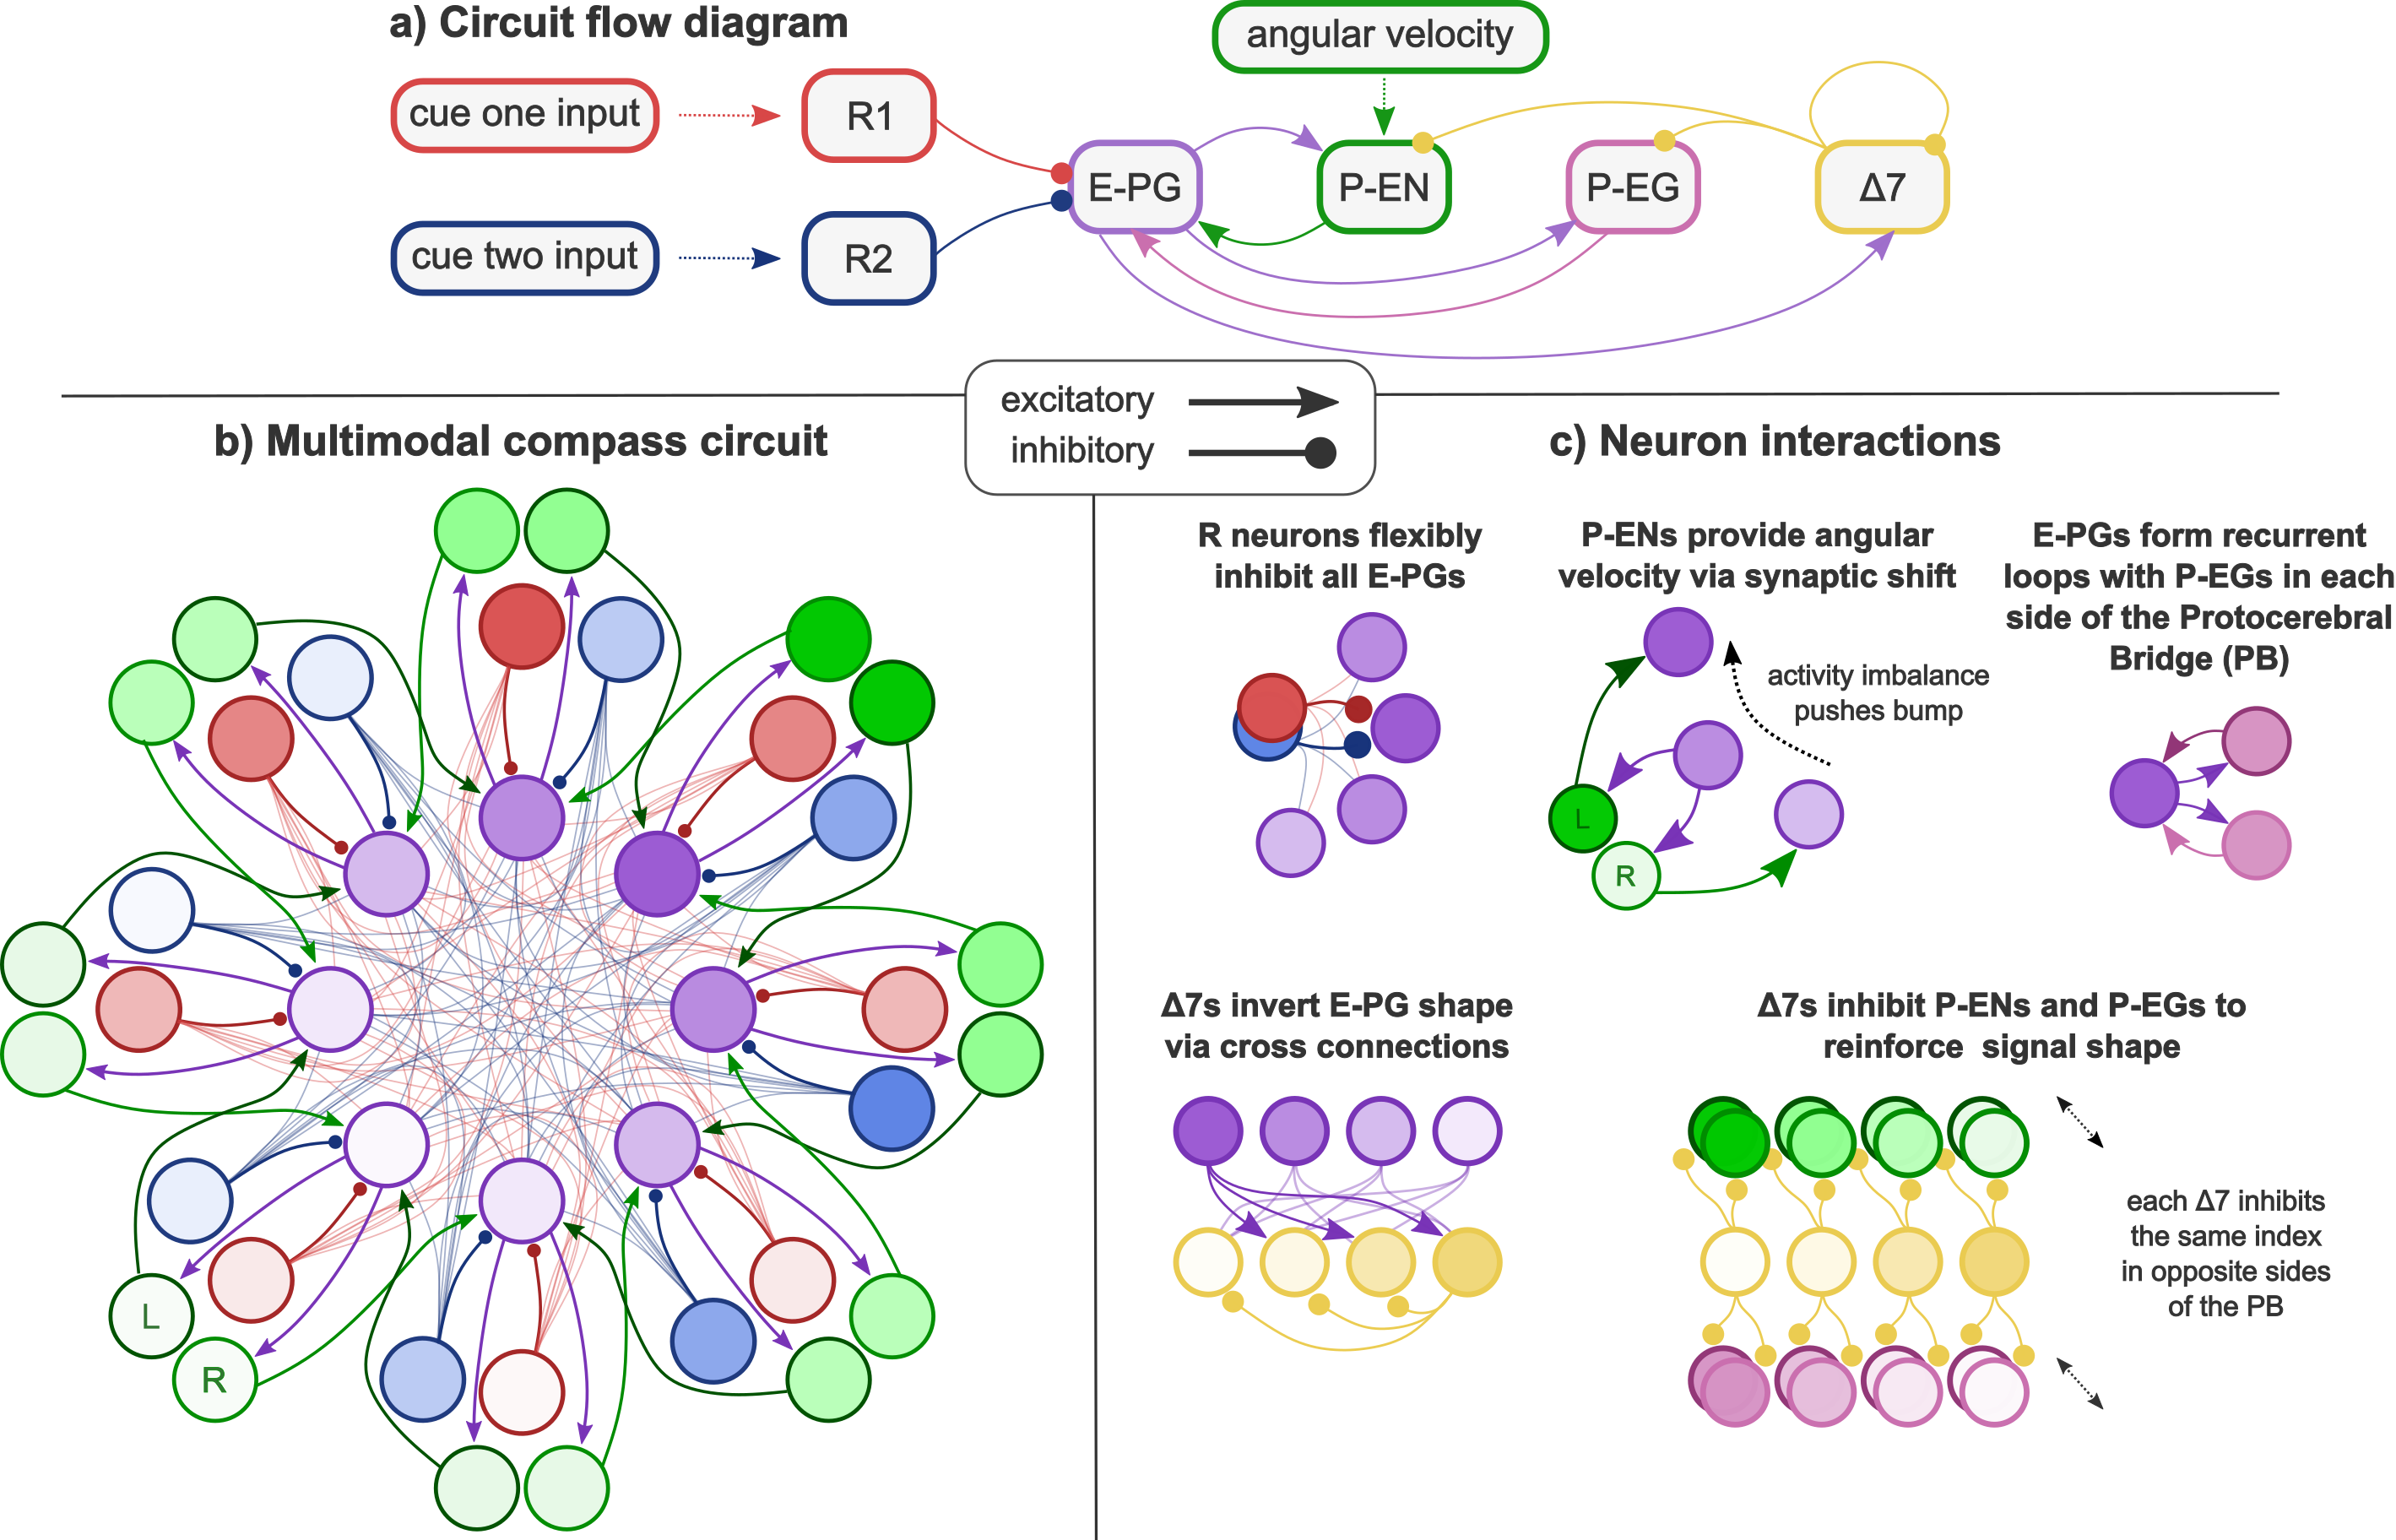 a) Circuit flow diagram
angular velocity
cue one input
R1
E-PG
P-EN
P-EG
Δ7
cue two input
R2
excitatory
inhibitory
b) Multimodal compass circuit
L
R
c) Neuron interactions
R neurons flexibly
inhibit all E-PGs
P-ENs provide angular
velocity via synaptic shift
activity imbalance
pushes bump
L
R
E-PGs form recurrent
loops with P-EGs in each
side of the Protocerebral
Bridge (PB)
Δ7s invert E-PG shape
via cross connections
Δ7s inhibit P-ENs and P-EGs to
reinforce signal shape
each Δ7 inhibits
the same index
in opposite sides
of the PB